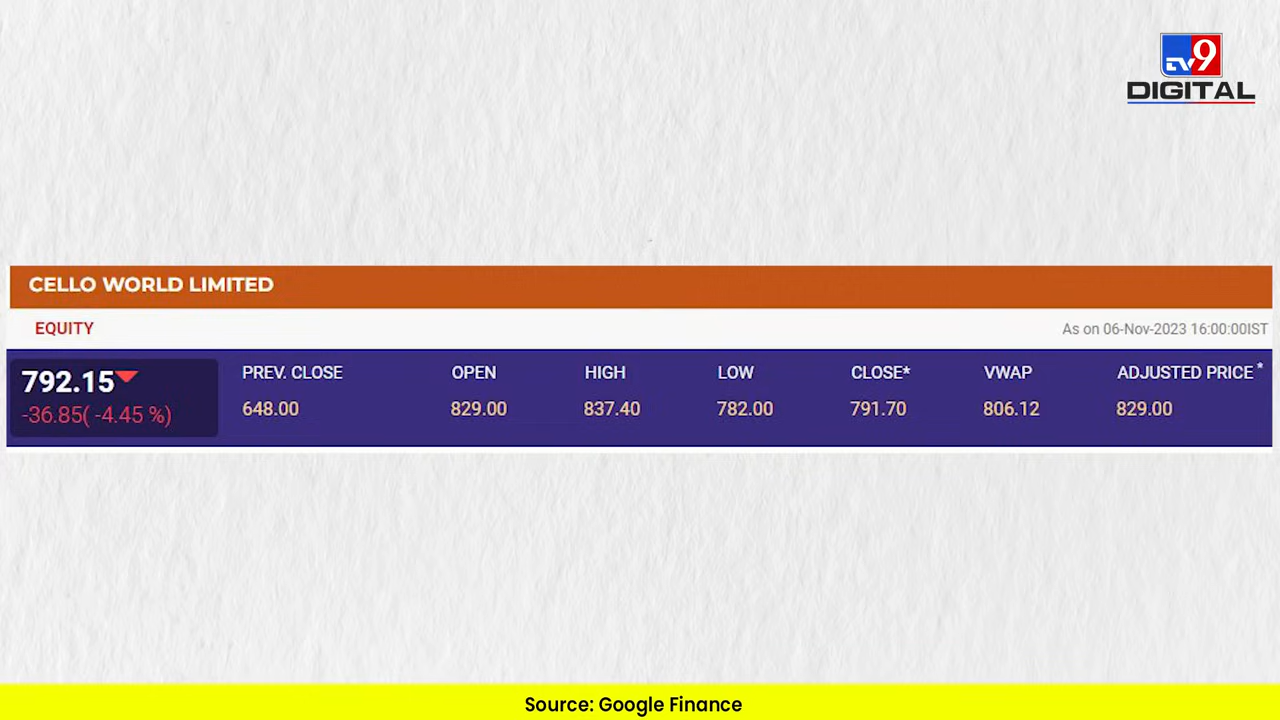 tv9
DIGITAL
CELLO WORLD LIMITED
EQUITY
As on 06-Nov-2023 16:00:00IST
792.15
-36.85( -4.45 %)
PREV. CLOSE OPEN HIGH LOW CLOSE* VWAP ADJUSTED PRICE *
648.00 829.00 837.40 782.00 791.70 806.12 829.00
Source: Google Finance